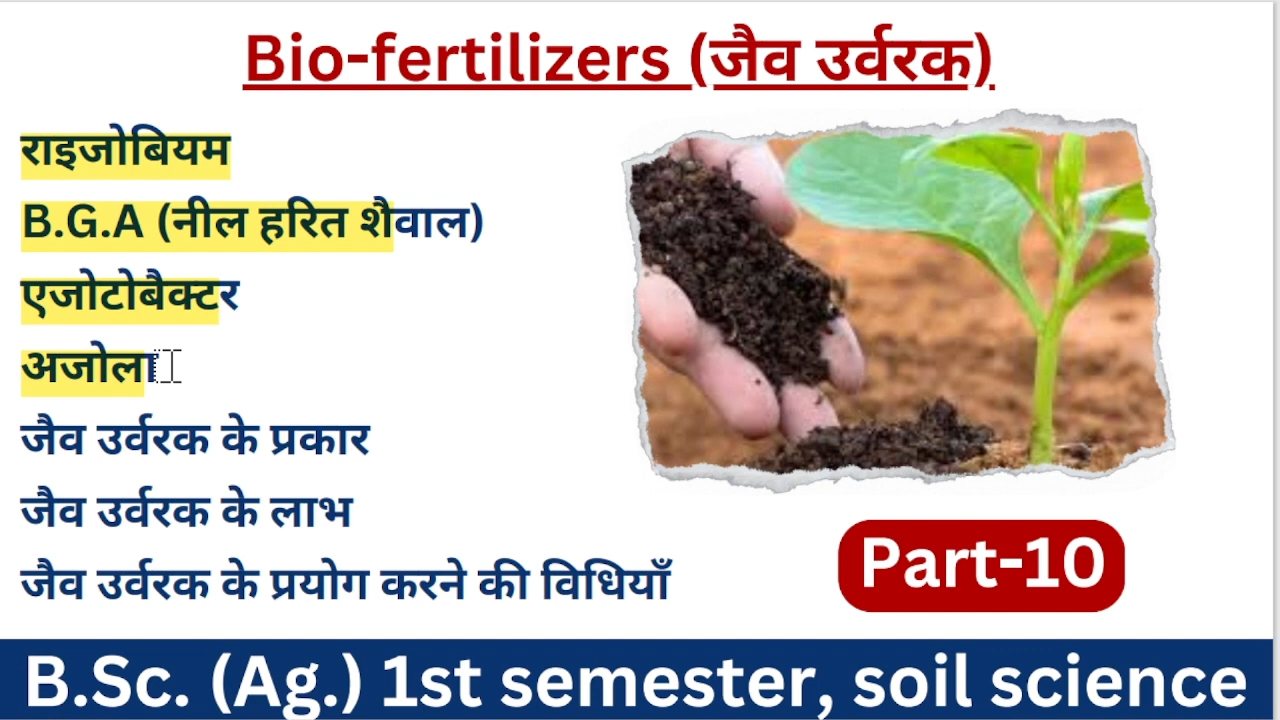 Bio-fertilizers (जैव उर्वरक)
राइजोबियम
B.G.A (नील हरित शैवाल)
एजोटोबैक्टर
अजोला
जैव उर्वरक के प्रकार
जैव उर्वरक के लाभ
जैव उर्वरक के प्रयोग करने की विधियाँ
Part-10
B.Sc. (Ag.) 1st semester, soil science